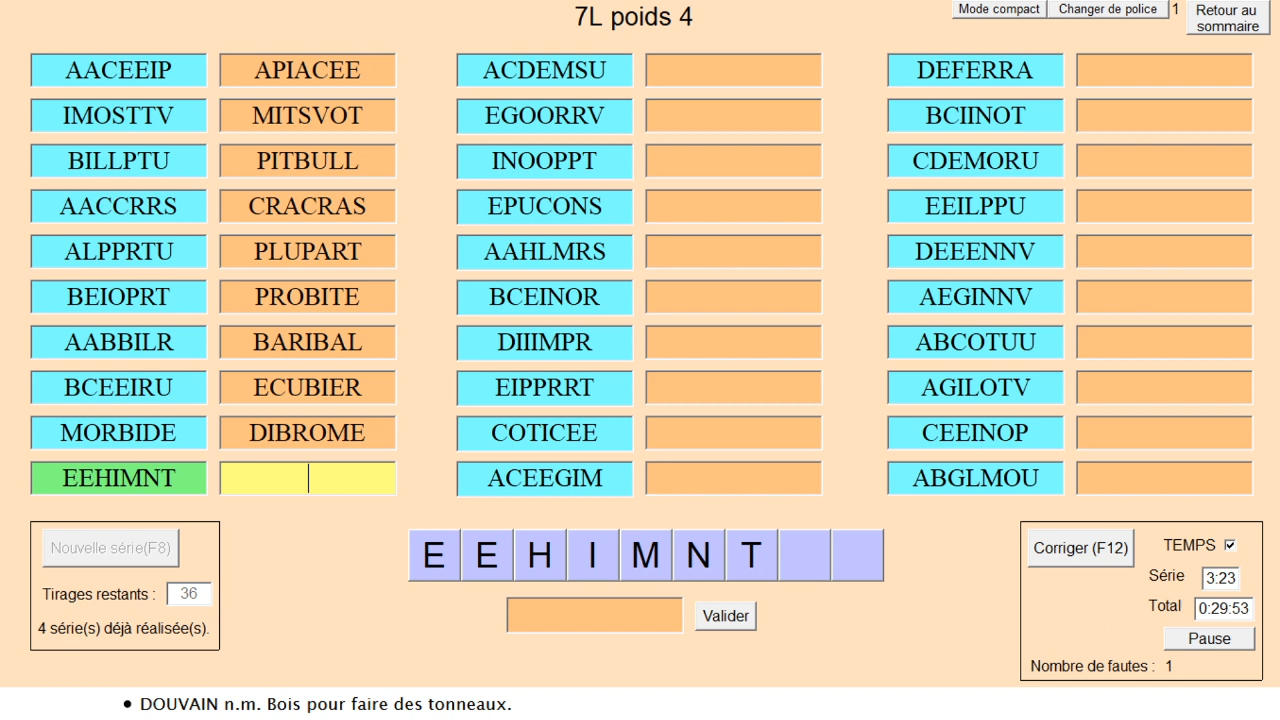 7L poids 4
Mode compact Changer de police 1 Retour au sommaire
AACEEIP APIACEE ACDEMSU DEFERRA
IMOSTTV MITSVOT EGOORRV BCIINOT
BILLPTU PITBULL INOOPPT CDEMORU
AACCRRS CRACRAS EPUCONS EEILPPU
ALPPRTU PLUPART AAHLMRS DEEENNV
BEIOPRT PROBITE BCEINOR AEGINNV
AABBILR BARIBAL DIIIMPR ABCOTUU
BCEEIRU ECUBIER EIPPRRT AGILOTV
MORBIDE DIBROME COTICEE CEEINOP
EEHIMNT ACEEGIM ABGLMOU
Nouvelle série(F8)
Tirages restants : 36
4 série(s) déjà réalisée(s).
E E H I M N T
Valider
Corriger (F12) TEMPS
Série 3:23
Total 0:29:53
Pause
Nombre de fautes : 1
• DOUVAIN n.m. Bois pour faire des tonneaux.